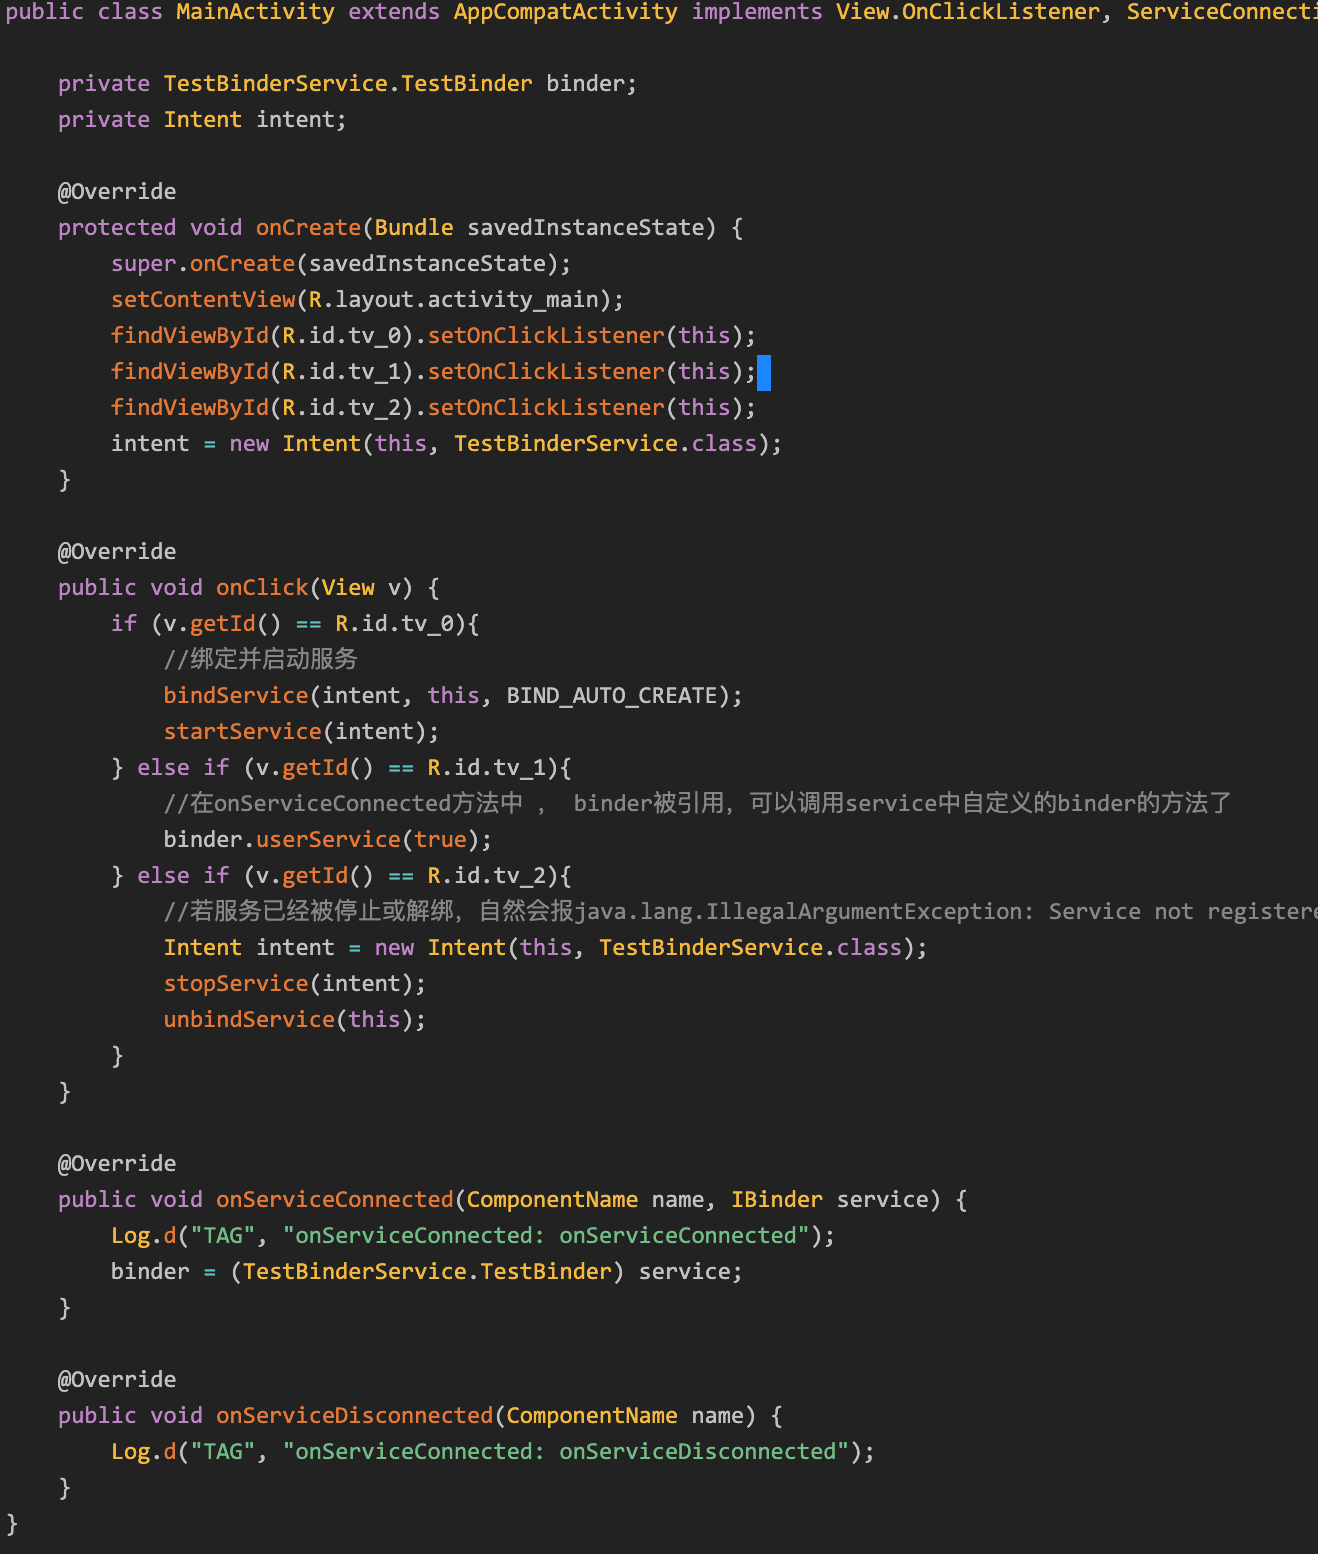 public class MainActivity extends AppCompatActivity implements View.OnClickListener, ServiceConnecti
private TestBinderService.TestBinder binder;
private Intent intent;
@Override
protected void onCreate(Bundle savedInstanceState) {
super.onCreate(savedInstanceState);
setContentView(R.layout.activity_main);
findViewById(R.id.tv_0).setOnClickListener(this);
findViewById(R.id.tv_1).setOnClickListener(this);
findViewById(R.id.tv_2).setOnClickListener(this);
intent = new Intent(this, TestBinderService.class);
}
@Override
public void onClick(View v) {
if (v.getId() == R.id.tv_0){
//绑定并启动服务
bindService(intent, this, BIND_AUTO_CREATE);
startService(intent);
} else if (v.getId() == R.id.tv_1){
//在onServiceConnected方法中 , binder被引用，可以调用service中自定义的binder的方法了
binder.userService(true);
} else if (v.getId() == R.id.tv_2){
//若服务已经被停止或解绑，自然会报java.lang.IllegalArgumentException: Service not registere
Intent intent = new Intent(this, TestBinderService.class);
stopService(intent);
unbindService(this);
}
}
@Override
public void onServiceConnected(ComponentName name, IBinder service) {
Log.d("TAG", "onServiceConnected: onServiceConnected");
binder = (TestBinderService.TestBinder) service;
}
@Override
public void onServiceDisconnected(ComponentName name) {
Log.d("TAG", "onServiceConnected: onServiceDisconnected");
}
}